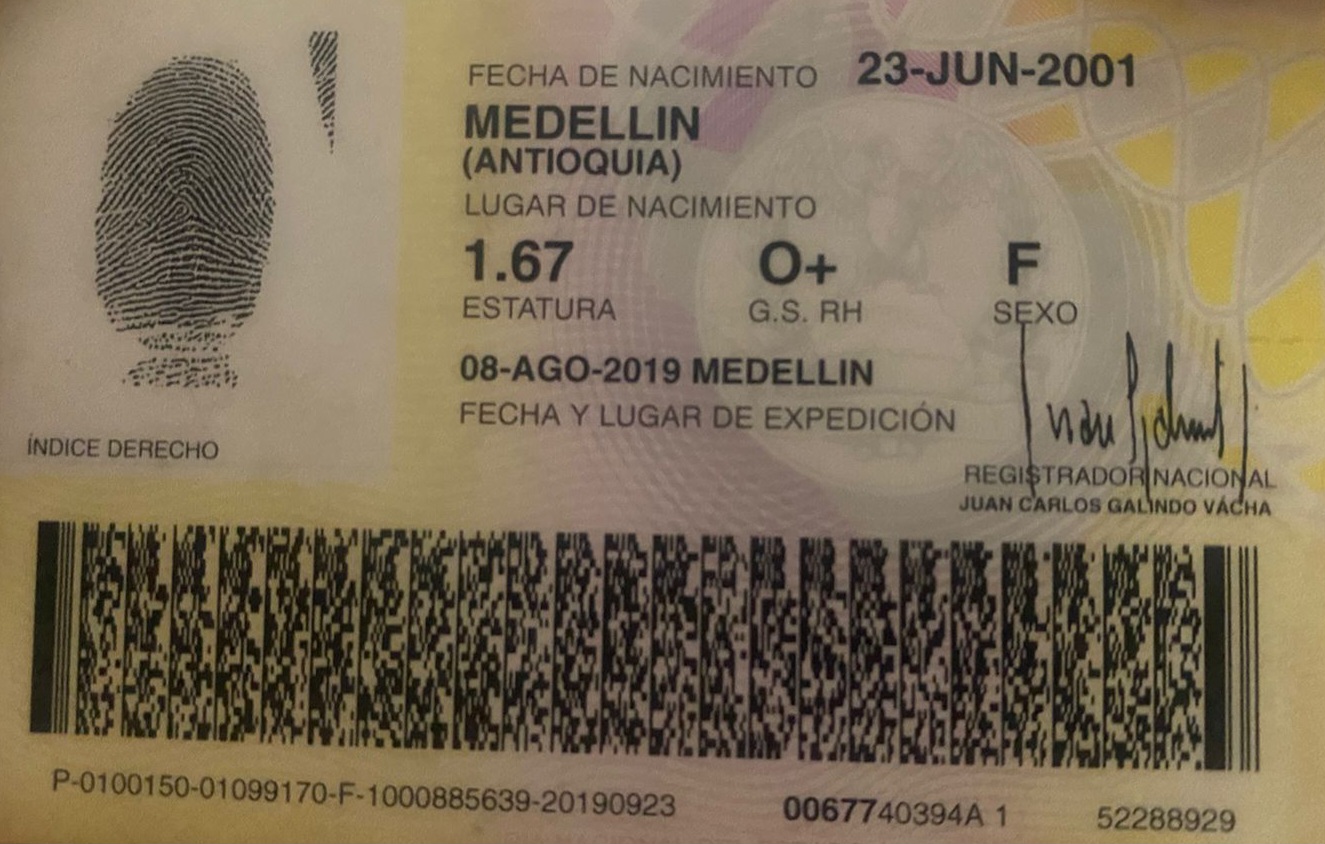 FECHA DE NACIMIENTO 23-JUN-2001
MEDELLIN
(ANTIOQUIA)
LUGAR DE NACIMIENTO
1.67 O+ F
ESTATURA G.S. RH SEXO
08-AGO-2019 MEDELLIN
FECHA Y LUGAR DE EXPEDICIÓN
ÍNDICE DERECHO
REGISTRADOR NACIONAL
JUAN CARLOS GALINDO VÁCHA
P-0100150-01099170-F-1000885639-20190923 0067740394A 1 52288929